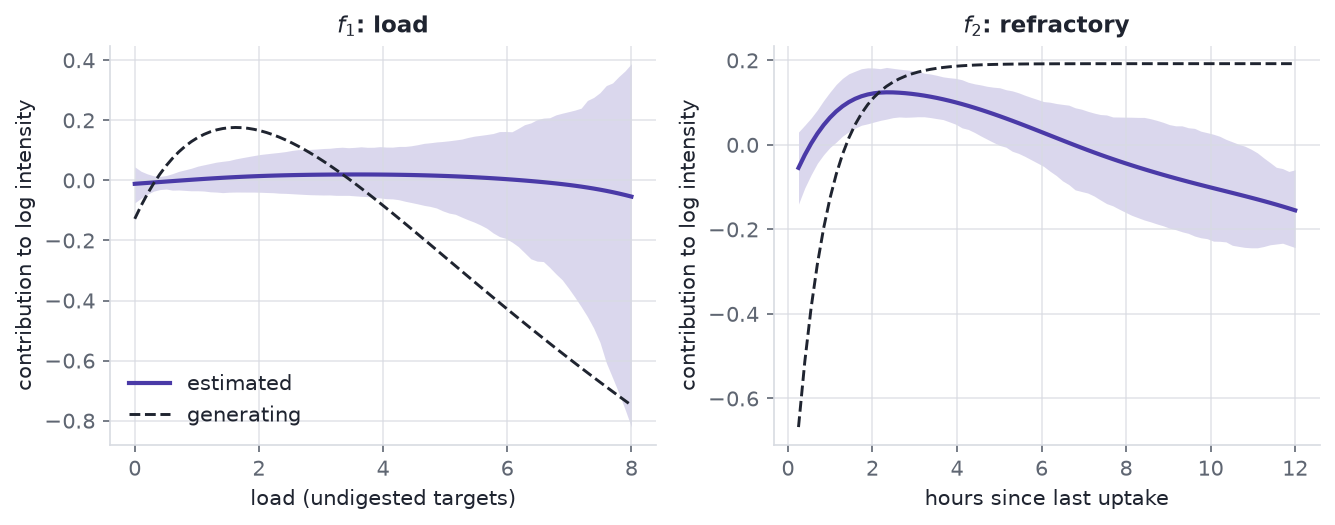 f₁: load
0.4
0.2
0.0
−0.2
−0.4
−0.6
−0.8
contribution to log intensity
estimated
generating
0 2 4 6 8
load (undigested targets)
f₂: refractory
0.2
0.0
−0.2
−0.4
−0.6
contribution to log intensity
0 2 4 6 8 10 12
hours since last uptake